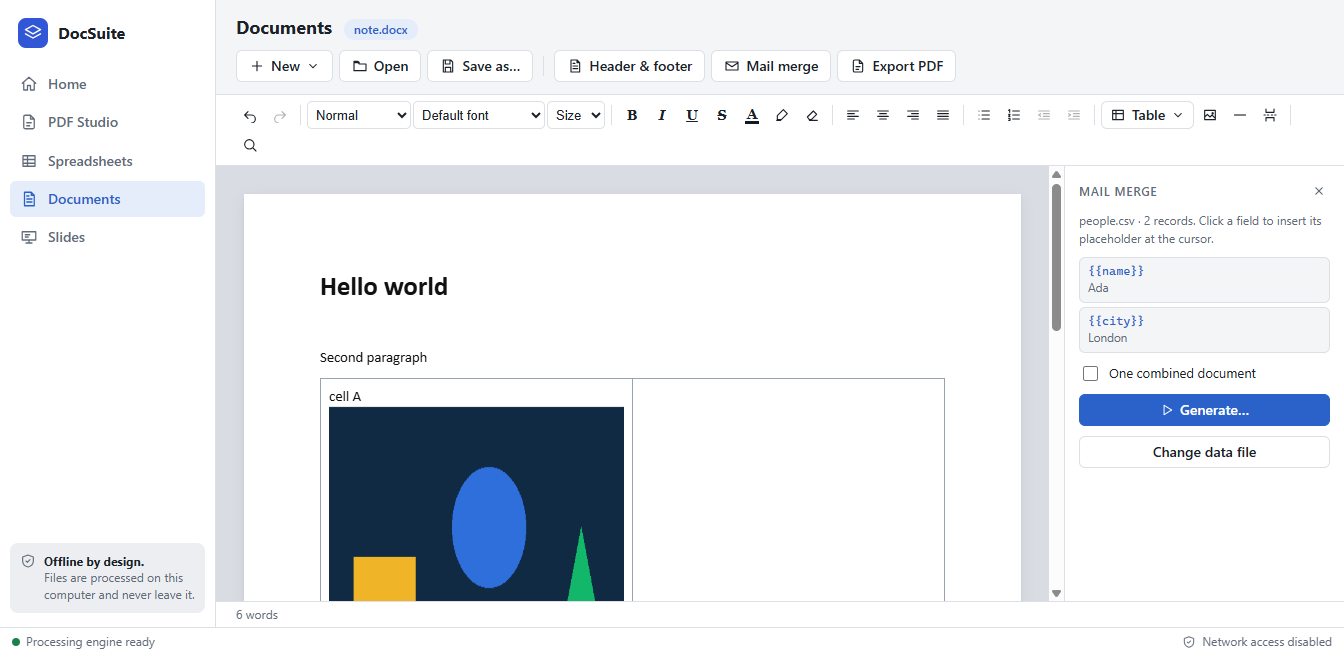 DocSuite
Home
PDF Studio
Spreadsheets
Documents
Slides
Offline by design.
Files are processed on this
computer and never leave it.
Documents note.docx
New Open Save as... Header & footer Mail merge Export PDF
Normal Default font Size B I U S A Table
Hello world
Second paragraph
cell A
6 words
MAIL MERGE
people.csv · 2 records. Click a field to insert its
placeholder at the cursor.
{{name}}
Ada
{{city}}
London
One combined document
Generate...
Change data file
Processing engine ready
Network access disabled